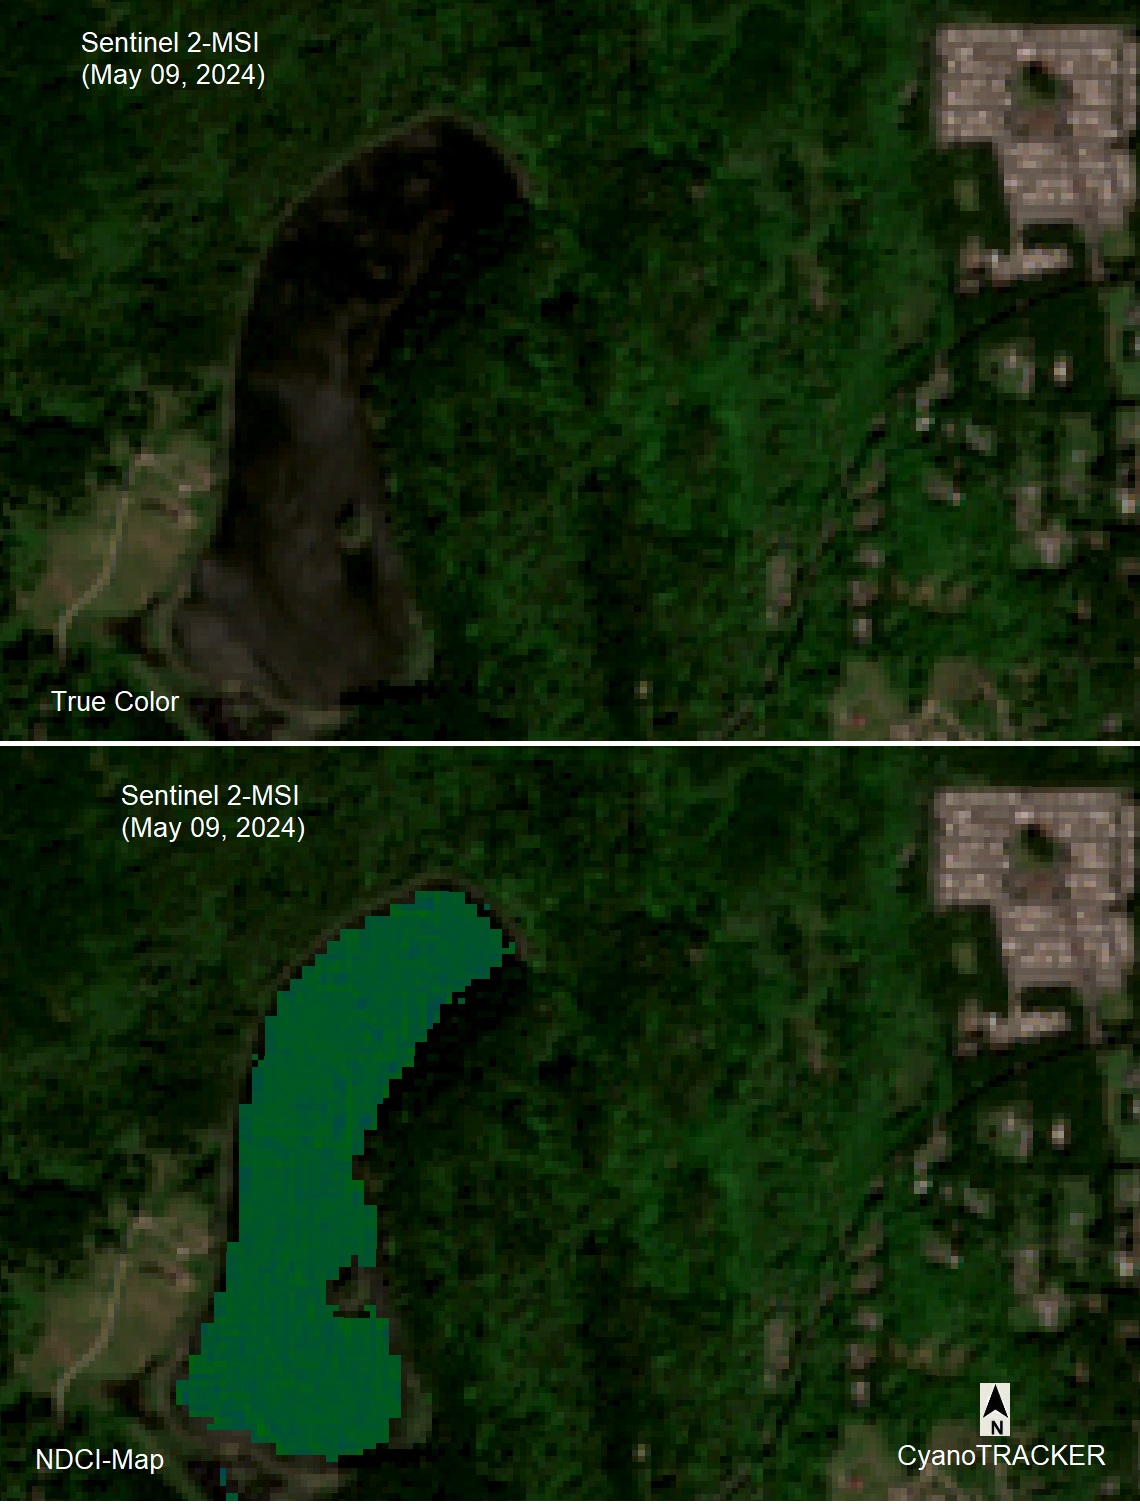 Sentinel 2-MSI
(May 09, 2024)
True Color
Sentinel 2-MSI
(May 09, 2024)
N
NDCI-Map
CyanoTRACKER